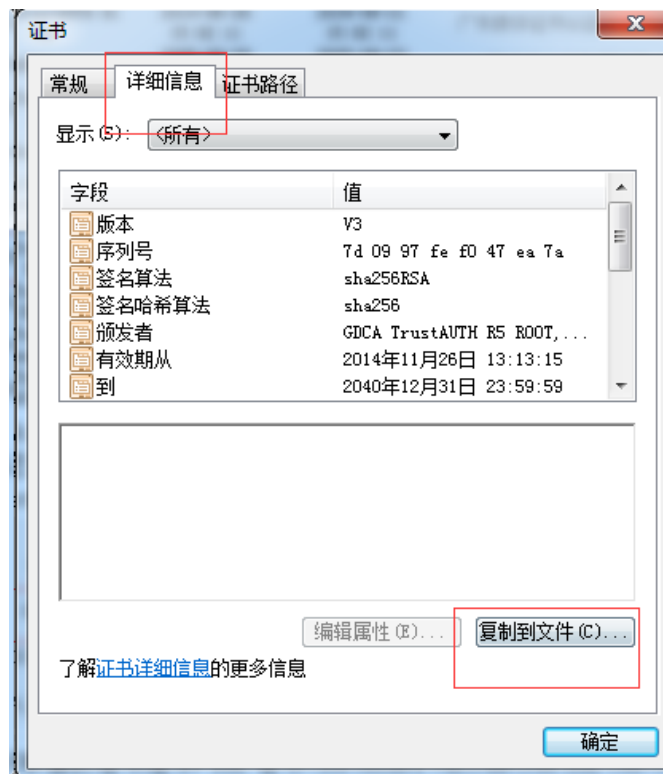 证书
常规 详细信息 证书路径
显示(S): <所有>
字段 值
版本 V3
序列号 7d 09 97 fe f0 47 ea 7a
签名算法 sha256RSA
签名哈希算法 sha256
颁发者 GDCA TrustAUTH R5 ROOT,...
有效期从 2014年11月26日 13:13:15
到 2040年12月31日 23:59:59
编辑属性(E)... 复制到文件(C)...
了解证书详细信息的更多信息
确定